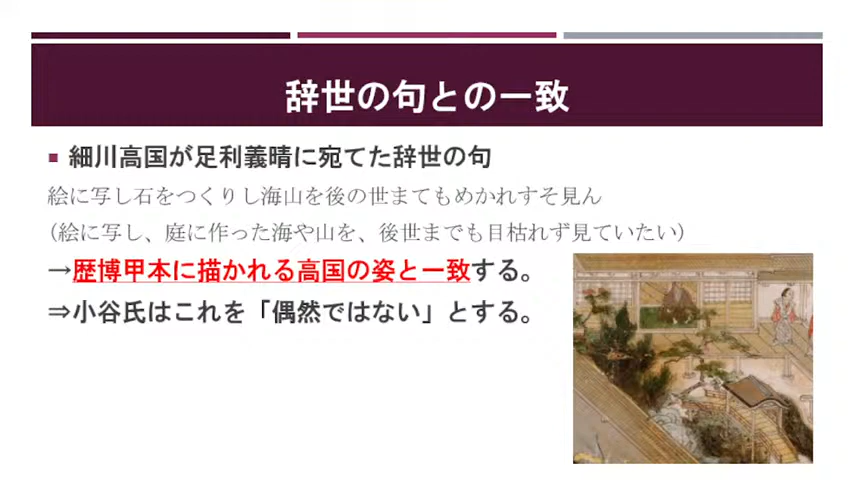 辞世の句との一致
細川高国が足利義晴に宛てた辞世の句
絵に写し石をつくりし海山を後の世まてもめかれすそ見ん
（絵に写し、庭に作った海や山を、後世までも目枯れず見ていたい）
→歴博甲本に描かれる高国の姿と一致する。
⇒小谷氏はこれを「偶然ではない」とする。